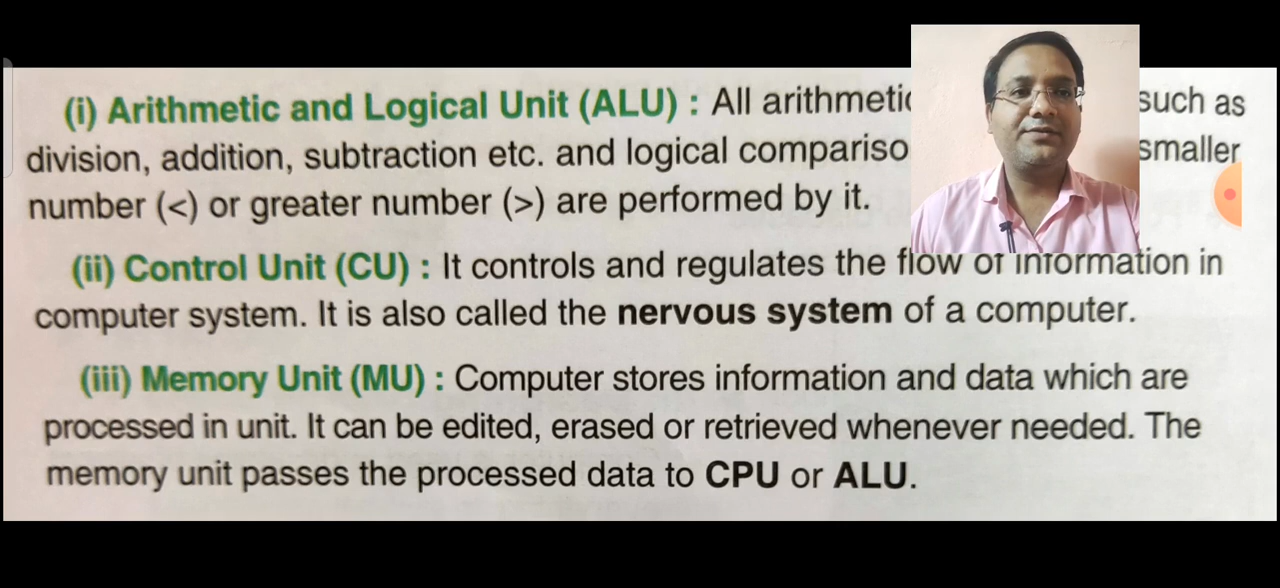 (i) Arithmetic and Logical Unit (ALU) : All such as
division, addition, subtraction etc. and logical smaller
number (<) or greater number (>) are performed by it.
(ii) Control Unit (CU) : It controls and regulates the flow of information in
computer system. It is also called the nervous system of a computer.
(iii) Memory Unit (MU) : Computer stores information and data which are
processed in unit. It can be edited, erased or retrieved whenever needed. The
memory unit passes the processed data to CPU or ALU.